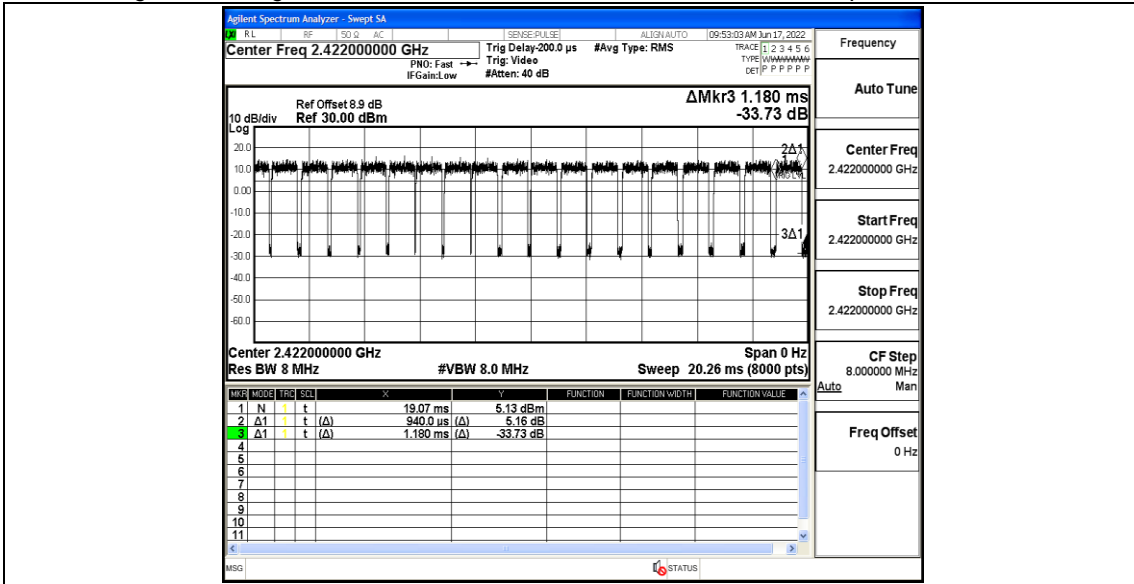 Agilent Spectrum Analyzer - Swept SA
RL RF 50 Ω AC SENSE:PULSE ALIGN AUTO 09:53:03 AM Jun 17, 2022
Center Freq 2.422000000 GHz
PNO: Fast
IFGain:Low
Trig Delay-200.0 µs
Trig: Video
#Atten: 40 dB
#Avg Type: RMS
TRACE 1 2 3 4 5 6
TYPE
DET P P P P P P
Ref Offset 8.9 dB
10 dB/div Ref 30.00 dBm
Log
ΔMkr3 1.180 ms
-33.73 dB
20.0
10.0
0.00
-10.0
-20.0
-30.0
-40.0
-50.0
-60.0
2Δ1
3Δ1
Center 2.422000000 GHz Span 0 Hz
Res BW 8 MHz #VBW 8.0 MHz Sweep 20.26 ms (8000 pts)
MKR MODE TRC SCL X Y FUNCTION FUNCTION WIDTH FUNCTION VALUE
1 N 1 t 19.07 ms 5.13 dBm
2 Δ1 1 t (Δ) 940.0 µs (Δ) 5.16 dB
3 Δ1 1 t (Δ) 1.180 ms (Δ) -33.73 dB
4
5
6
7
8
9
10
11
MSG STATUS
Frequency
Auto Tune
Center Freq
2.422000000 GHz
Start Freq
2.422000000 GHz
Stop Freq
2.422000000 GHz
CF Step
8.000000 MHz
Auto Man
Freq Offset
0 Hz